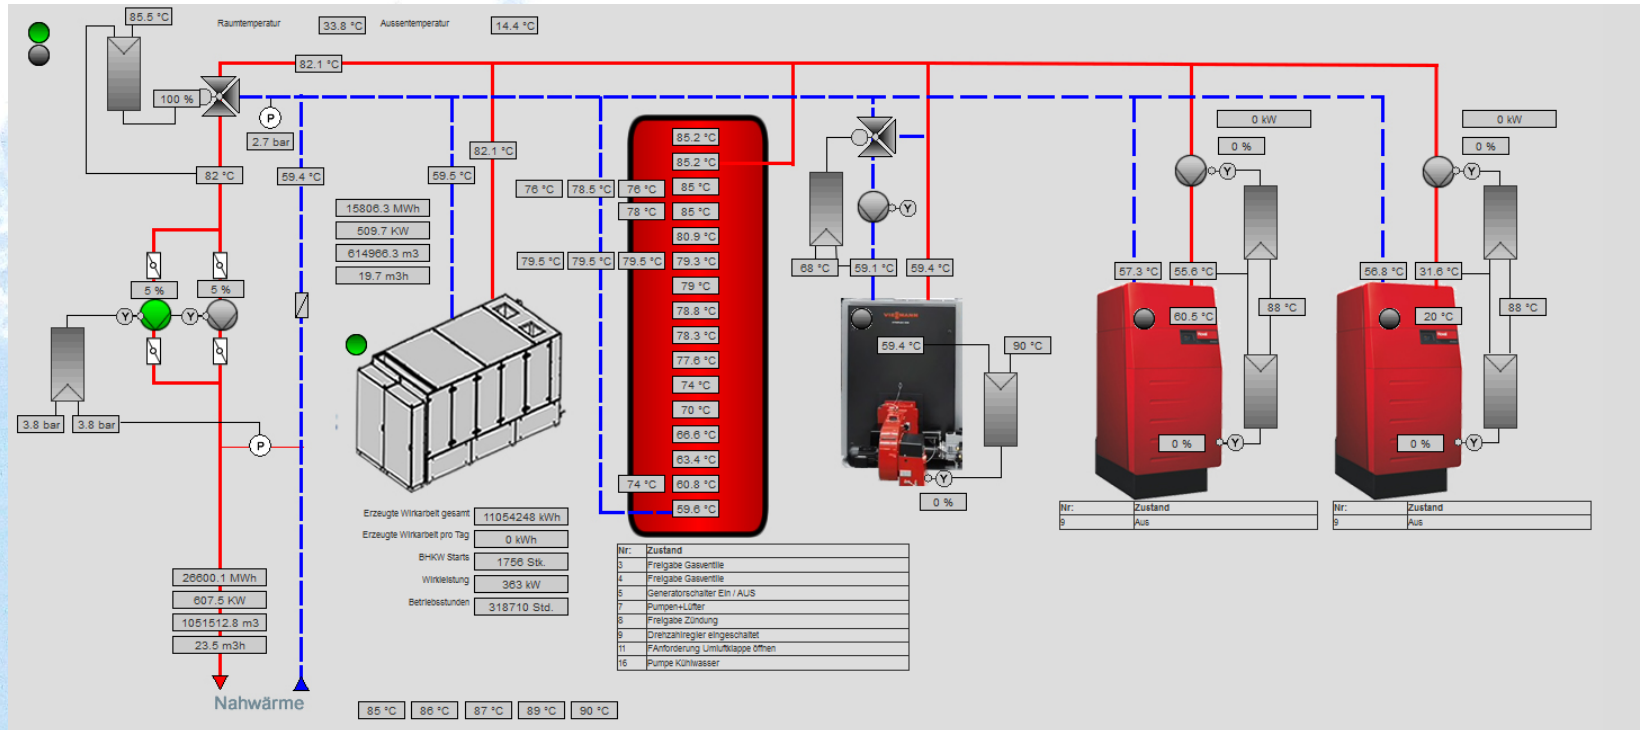 85.5 °C
Raumtemperatur 33.8 °C Aussentemperatur 14.4 °C
82.1 °C
100 %
P
2.7 bar
82 °C
59.4 °C
59.5 °C
82.1 °C
15806.3 MWh
509.7 KW
614966.3 m3
19.7 m3h
5 %
5 %
Y
Y
3.8 bar
3.8 bar
P
26600.1 MWh
607.5 KW
1051512.8 m3
23.5 m3h
Nahwärme
Erzeugte Wirkarbeit gesamt 11054248 kWh
Erzeugte Wirkarbeit pro Tag 0 kWh
BHKW Starts 1756 Stk.
Wirkleistung 363 kW
Betriebsstunden 318710 Std.
85 °C 86 °C 87 °C 89 °C 90 °C
85.2 °C
85.2 °C
76 °C 78.5 °C 76 °C 85 °C
78 °C 85 °C
80.9 °C
79.5 °C 79.5 °C 79.5 °C 79.3 °C
79 °C
78.8 °C
78.3 °C
77.6 °C
74 °C
70 °C
66.6 °C
63.4 °C
74 °C 60.8 °C
59.6 °C
Nr: Zustand
3 Freigabe Gasventile
4 Freigabe Gasventile
5 Generatorschalter Ein / AUS
7 Pumpen+Lüfter
8 Freigabe Zündung
9 Drehzahlregler eingeschaltet
11 FAnforderung Umluftklappe öffnen
16 Pumpe Kühlwasser
Y
68 °C 59.1 °C 59.4 °C
VIESMANN
59.4 °C
90 °C
Y
0 %
0 kW
0 %
Y
57.3 °C 55.6 °C
88 °C
60.5 °C
0 %
Y
Nr: Zustand
9 Aus
0 kW
0 %
Y
56.8 °C 31.6 °C
88 °C
20 °C
0 %
Y
Nr: Zustand
9 Aus